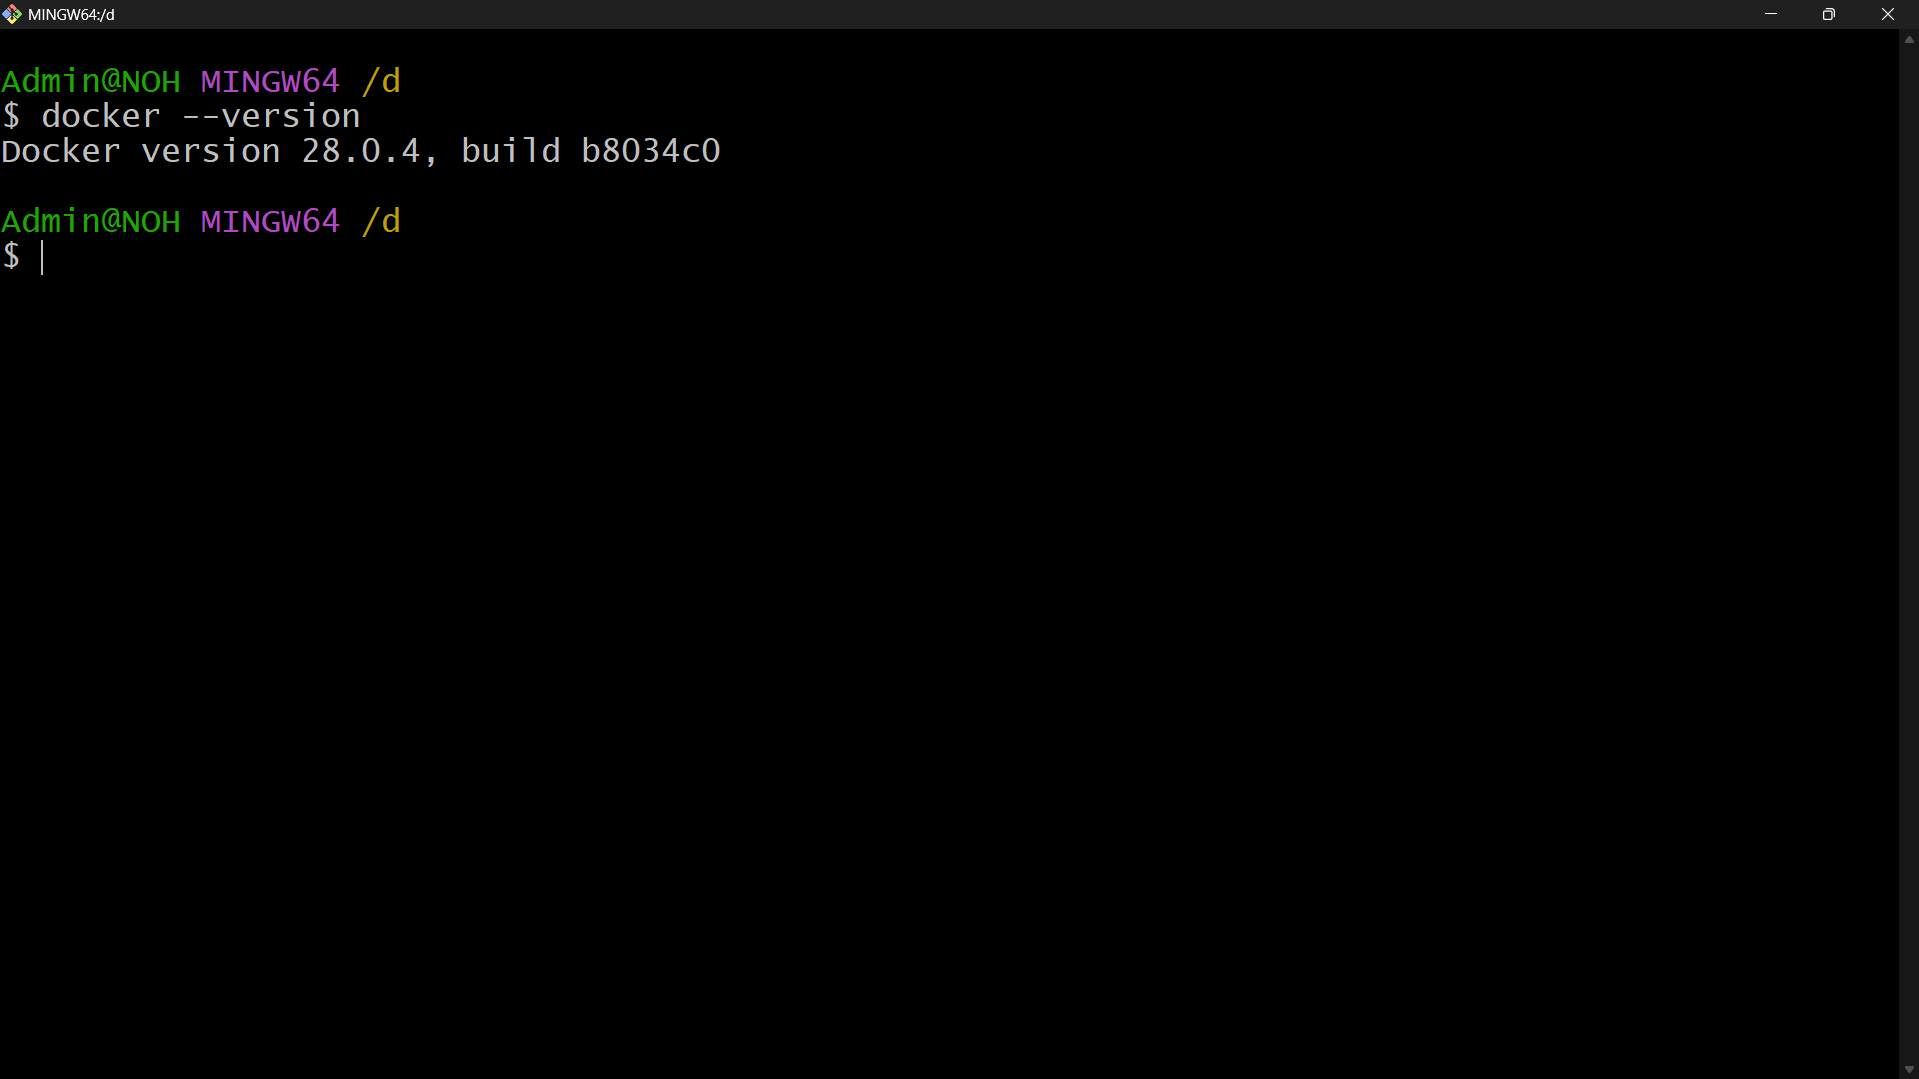 MINGW64:/d
Admin@NOH MINGW64 /d
$ docker --version
Docker version 28.0.4, build b8034c0
Admin@NOH MINGW64 /d
$